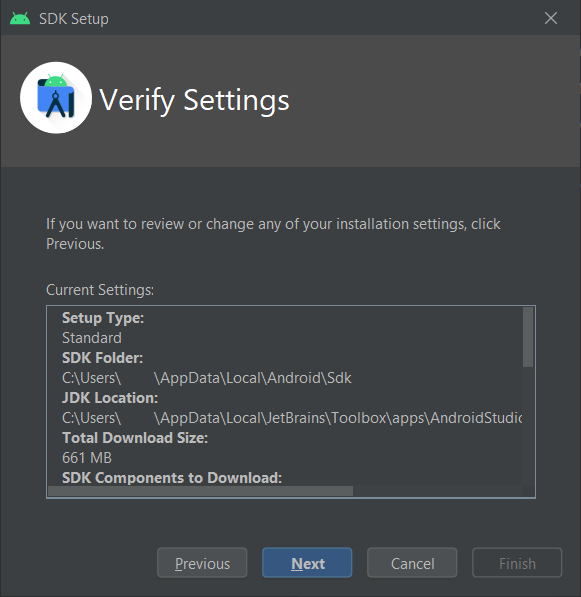 SDK Setup
Verify Settings
If you want to review or change any of your installation settings, click
Previous.
Current Settings:
Setup Type:
Standard
SDK Folder:
C:\Users\ \AppData\Local\Android\Sdk
JDK Location:
C:\Users\ \AppData\Local\JetBrains\Toolbox\apps\AndroidStudio
Total Download Size:
661 MB
SDK Components to Download:
Previous
Next
Cancel
Finish